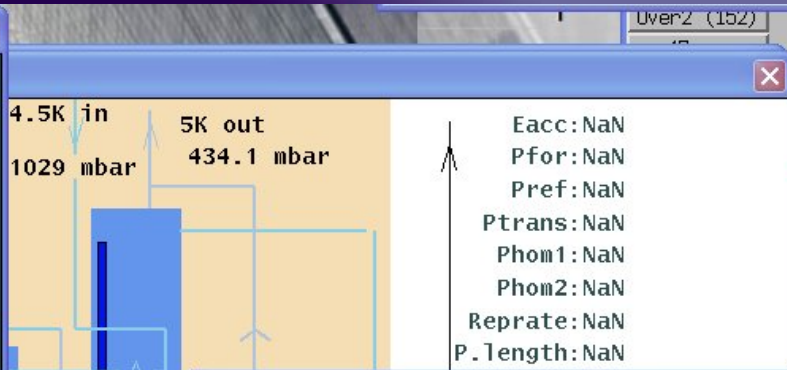 Over2 (152)
4.5K in
1029 mbar
5K out
434.1 mbar
Eacc:NaN
Pfor:NaN
Pref:NaN
Ptrans:NaN
Phom1:NaN
Phom2:NaN
Reprate:NaN
P.length:NaN